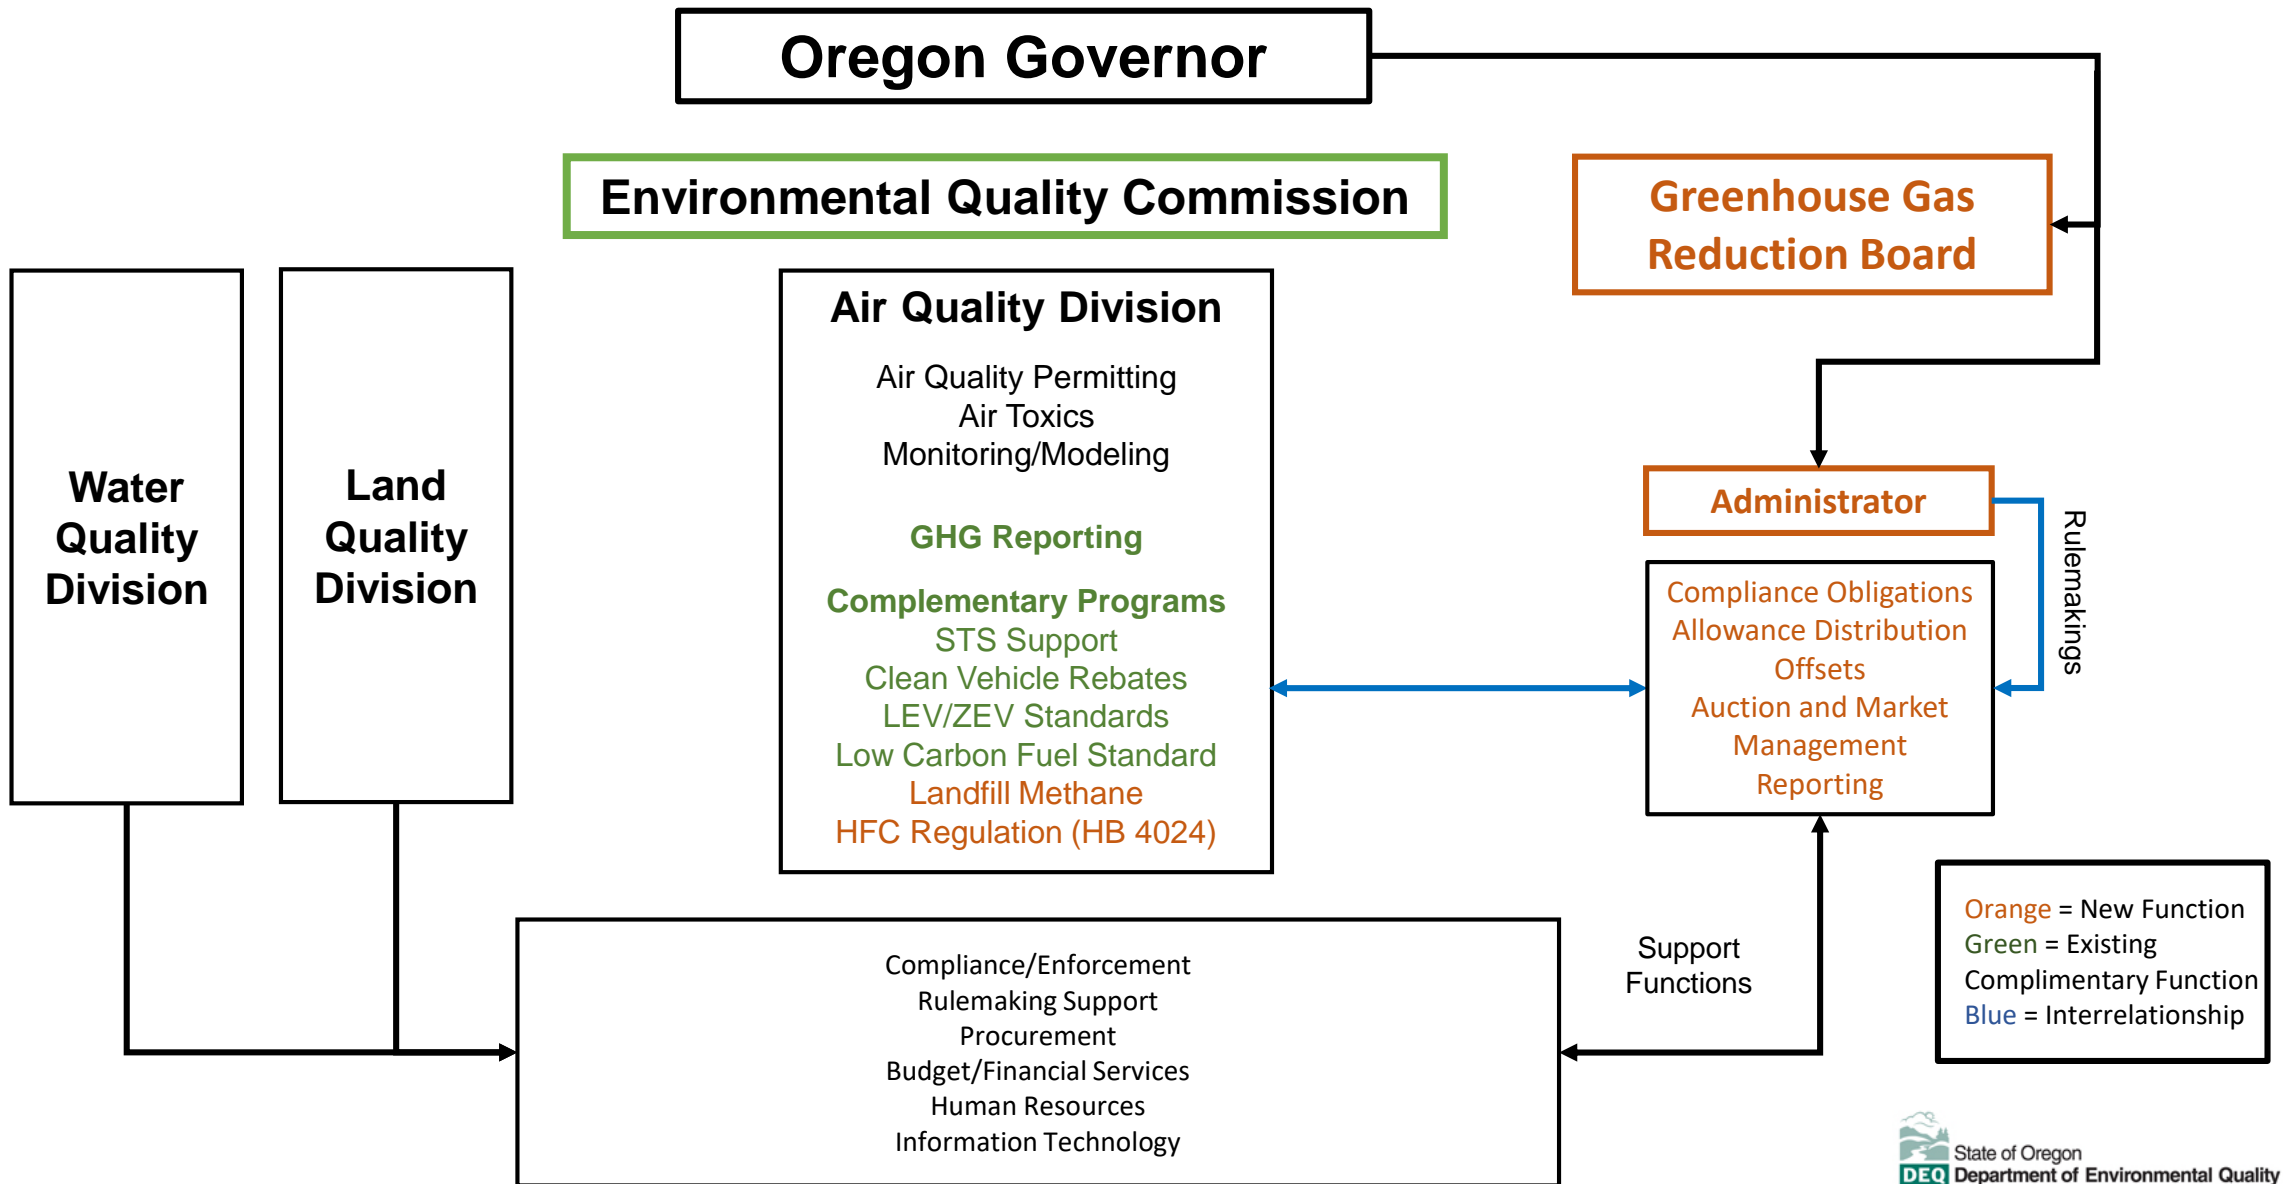 Oregon Governor
Environmental Quality Commission
Greenhouse Gas
Reduction Board
Water
Quality
Division
Land
Quality
Division
Air Quality Division
Air Quality Permitting
Air Toxics
Monitoring/Modeling
GHG Reporting
Complementary Programs
STS Support
Clean Vehicle Rebates
LEV/ZEV Standards
Low Carbon Fuel Standard
Landfill Methane
HFC Regulation (HB 4024)
Administrator
Rulemakings
Compliance Obligations
Allowance Distribution
Offsets
Auction and Market
Management
Reporting
Compliance/Enforcement
Rulemaking Support
Procurement
Budget/Financial Services
Human Resources
Information Technology
Support
Functions
Orange = New Function
Green = Existing
Complimentary Function
Blue = Interrelationship
State of Oregon
DEQ Department of Environmental Quality